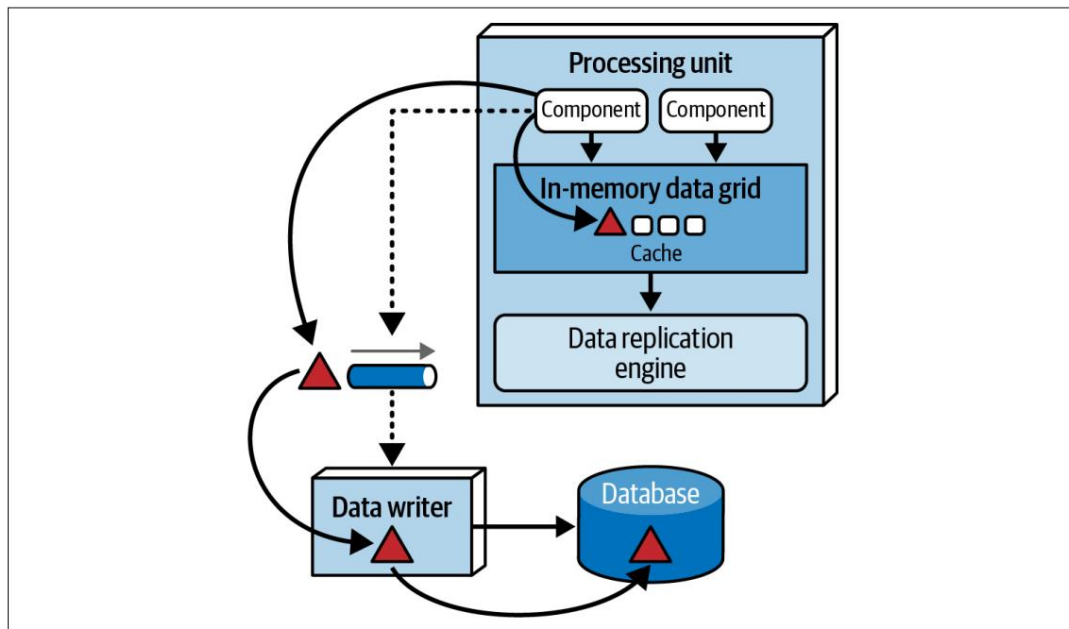 Processing unit
Component
Component
In-memory data grid
Cache
Data replication
engine
Data writer
Database